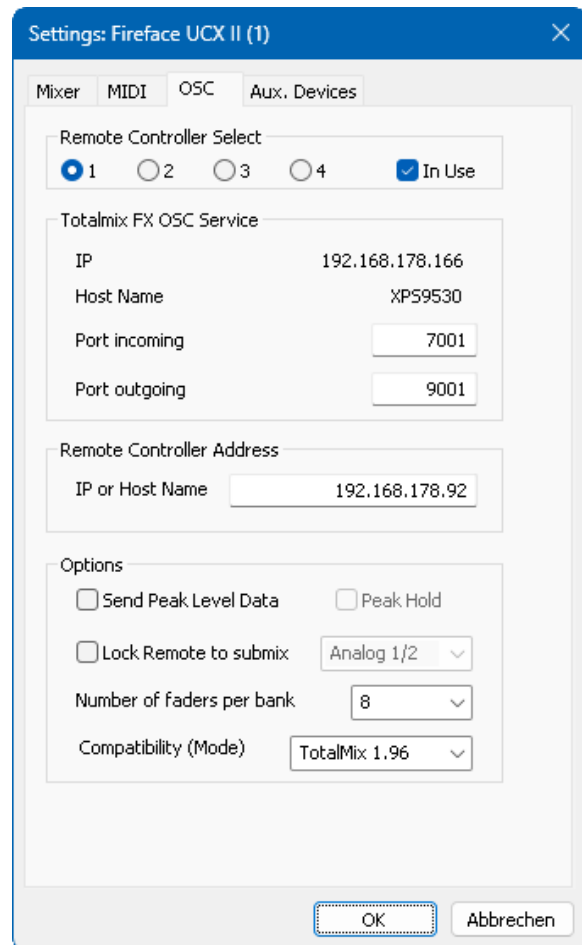 Settings: Fireface UCX II (1)
Mixer MIDI OSC Aux. Devices
Remote Controller Select
1 2 3 4 In Use
Totalmix FX OSC Service
IP 192.168.178.166
Host Name XPS9530
Port incoming 7001
Port outgoing 9001
Remote Controller Address
IP or Host Name 192.168.178.92
Options
Send Peak Level Data Peak Hold
Lock Remote to submix Analog 1/2
Number of faders per bank 8
Compatibility (Mode) TotalMix 1.96
OK Abbrechen